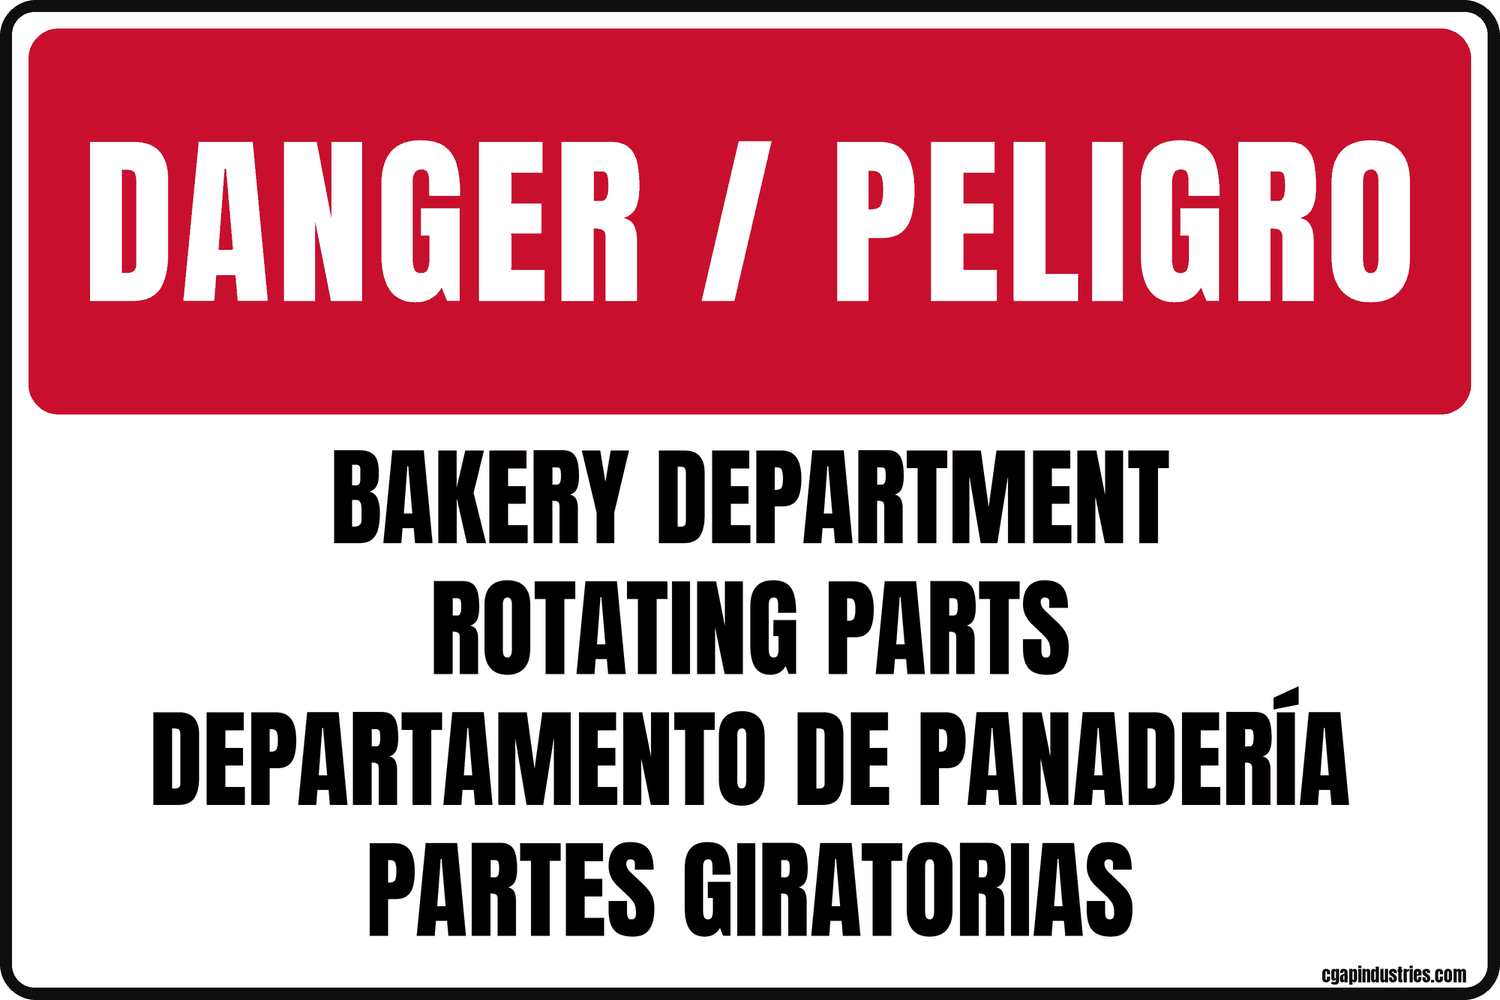 DANGER / PELIGRO
BAKERY DEPARTMENT
ROTATING PARTS
DEPARTAMENTO DE PANADERÍA
PARTES GIRATORIAS
cgapindustries.com